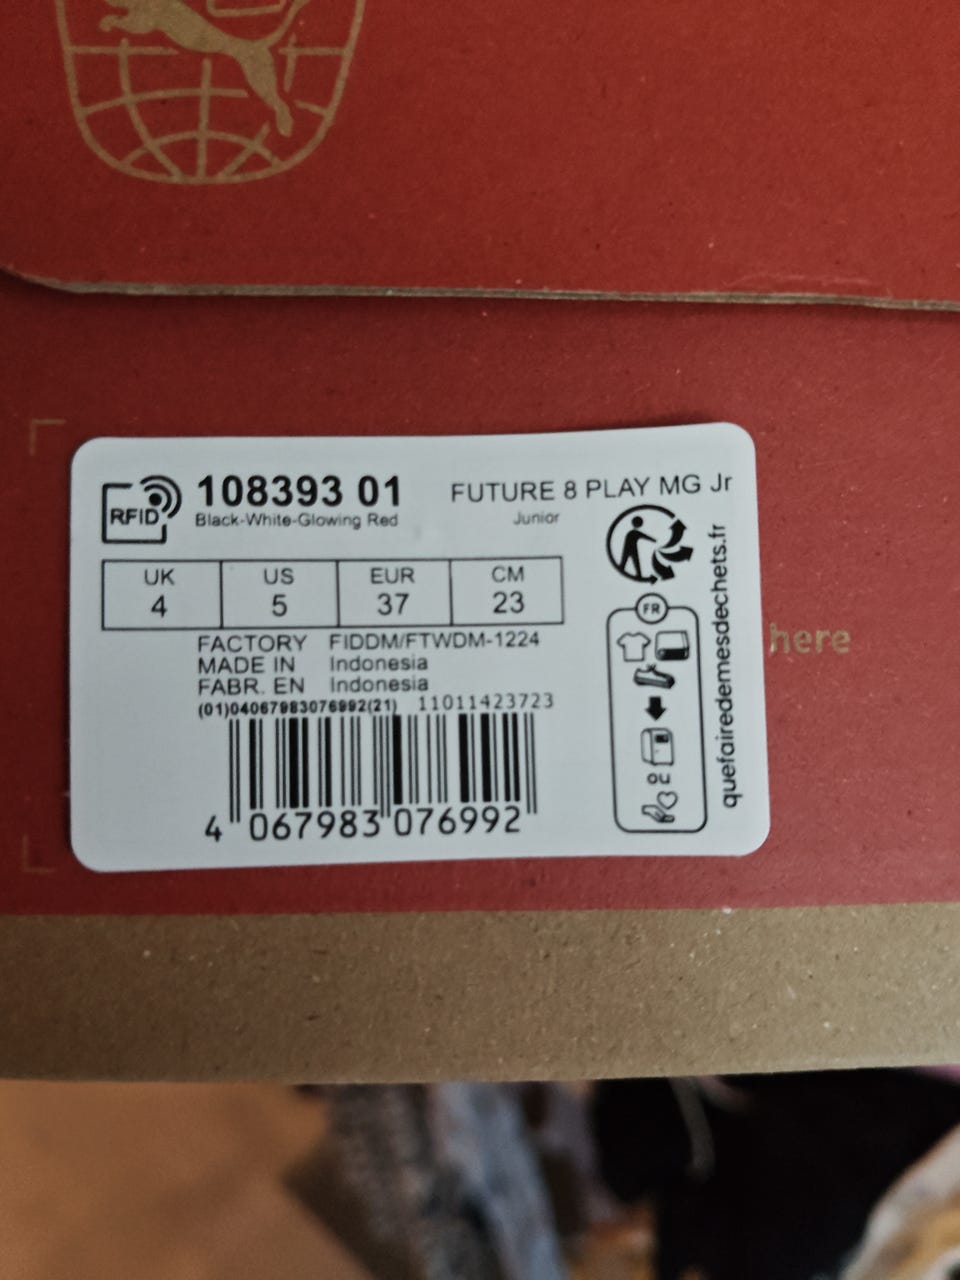 RFID
108393 01
FUTURE 8 PLAY MG Jr
Black-White-Glowing Red
Junior
UK US EUR CM
4 5 37 23
FACTORY FIDDM/FTWDM-1224
MADE IN Indonesia
FABR. EN Indonesia
(01)04067983076992(21) 11011423723
4 067983 076992
FR
ou
quefairedemesdechets.fr
here